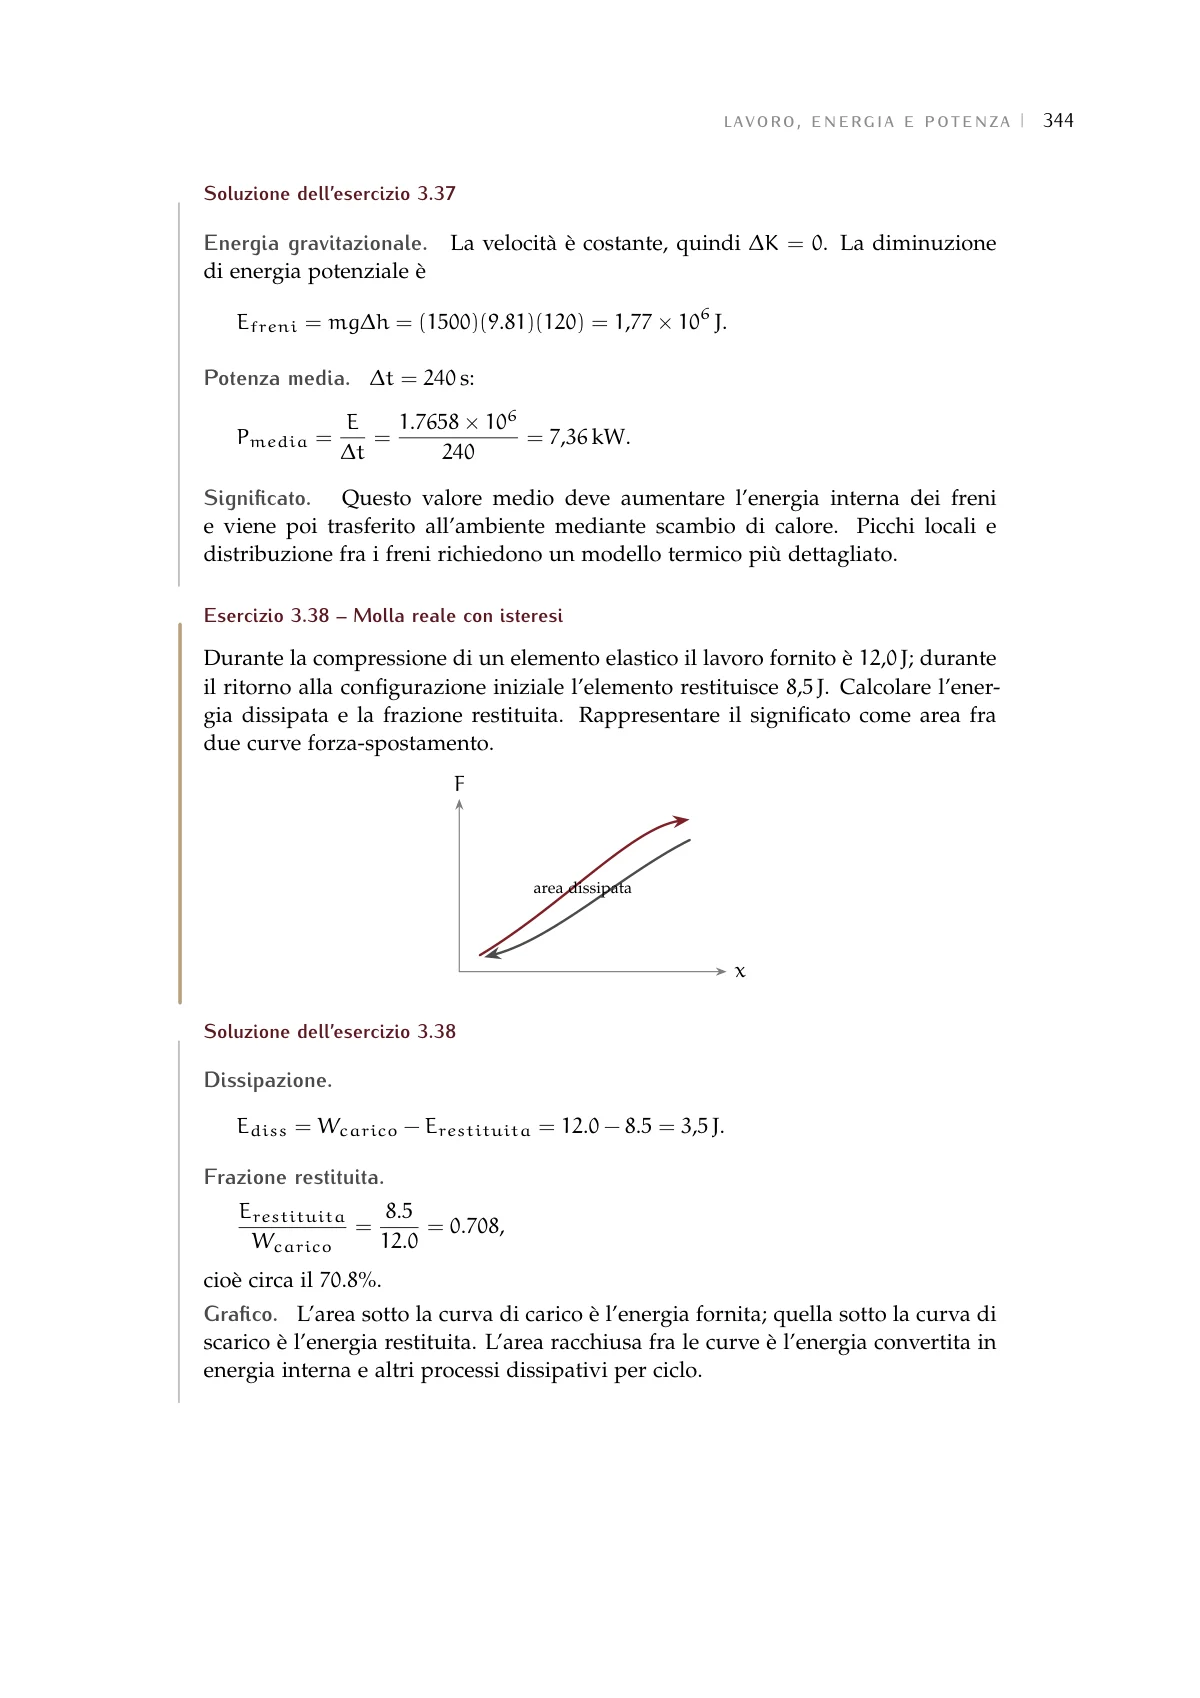 LAVORO, ENERGIA E POTENZA | 344
Soluzione dell'esercizio 3.37
Energia gravitazionale. La velocità è costante, quindi ΔK = 0. La diminuzione
di energia potenziale è
E_freni = mgΔh = (1500)(9.81)(120) = 1,77 × 10⁶ J.
Potenza media. Δt = 240 s:
P_media = E/Δt = 1.7658 × 10⁶/240 = 7,36 kW.
Significato. Questo valore medio deve aumentare l'energia interna dei freni
e viene poi trasferito all'ambiente mediante scambio di calore. Picchi locali e
distribuzione fra i freni richiedono un modello termico più dettagliato.
Esercizio 3.38 – Molla reale con isteresi
Durante la compressione di un elemento elastico il lavoro fornito è 12,0 J; durante
il ritorno alla configurazione iniziale l'elemento restituisce 8,5 J. Calcolare l'ener-
gia dissipata e la frazione restituita. Rappresentare il significato come area fra
due curve forza-spostamento.
F
area dissipata
x
Soluzione dell'esercizio 3.38
Dissipazione.
E_diss = W_carico − E_restituita = 12.0 − 8.5 = 3,5 J.
Frazione restituita.
E_restituita/W_carico = 8.5/12.0 = 0.708,
cioè circa il 70.8%.
Grafico. L'area sotto la curva di carico è l'energia fornita; quella sotto la curva di
scarico è l'energia restituita. L'area racchiusa fra le curve è l'energia convertita in
energia interna e altri processi dissipativi per ciclo.